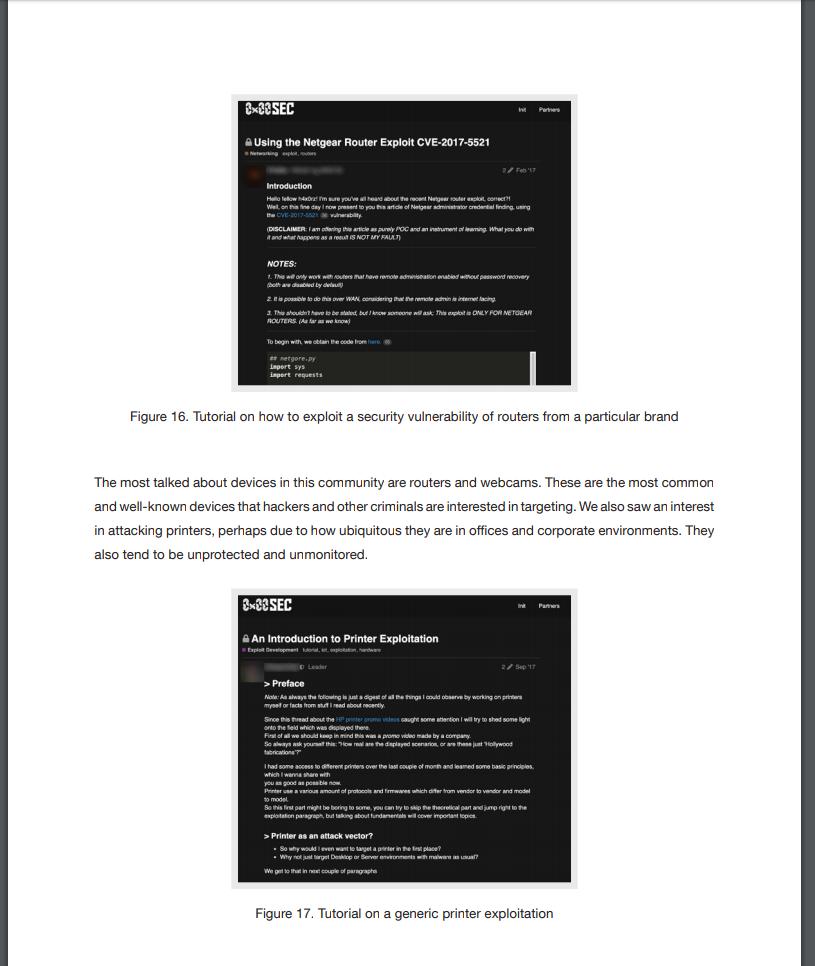 0x00SEC
Init Partners
Using the Netgear Router Exploit CVE-2017-5521
Networking exploit, routers
2 Feb '17
Introduction
Hello fellow h4x0rz! I'm sure you've all heard about the recent Netgear router exploit, correct?!
Well, on this fine day I now present to you this article of Netgear administrator credential finding, using
the CVE-2017-5521 vulnerability.
(DISCLAIMER: I am offering this article as purely POC and an instrument of learning. What you do with
it and what happens as a result IS NOT MY FAULT)
NOTES:
1. This will only work with routers that have remote administration enabled without password recovery
(both are disabled by default)
2. It is possible to do this over WAN, considering that the remote admin is internet facing.
3. This shouldn't have to be stated, but I know someone will ask; This exploit is ONLY FOR NETGEAR
ROUTERS. (As far as we know)
To begin with, we obtain the code from here.
## netgore.py
import sys
import requests
Figure 16. Tutorial on how to exploit a security vulnerability of routers from a particular brand
The most talked about devices in this community are routers and webcams. These are the most common
and well-known devices that hackers and other criminals are interested in targeting. We also saw an interest
in attacking printers, perhaps due to how ubiquitous they are in offices and corporate environments. They
also tend to be unprotected and unmonitored.
0x00SEC
Init Partners
An Introduction to Printer Exploitation
Exploit Development tutorial, iot, exploitation, hardware
Leader 2 Sep '17
> Preface
Note: As always the following is just a digest of all the things I could observe by working on printers
myself or facts from stuff I read about recently.
Since this thread about the HP printer promo videos caught some attention I will try to shed some light
onto the field which was displayed there.
First of all we should keep in mind this was a promo video made by a company.
So always ask yourself this: "How real are the displayed scenarios, or are these just 'Hollywood
fabrications'?"
I had some access to different printers over the last couple of month and learned some basic principles,
which I wanna share with
you as good as possible now.
Printer use a various amount of protocols and firmwares which differ from vendor to vendor and model
to model.
So this first part might be boring to some, you can try to skip the theoretical part and jump right to the
exploitation paragraph, but talking about fundamentals will cover important topics.
> Printer as an attack vector?
• So why would I even want to target a printer in the first place?
• Why not just target Desktop or Server environments with malware as usual?
We get to that in next couple of paragraphs
Figure 17. Tutorial on a generic printer exploitation